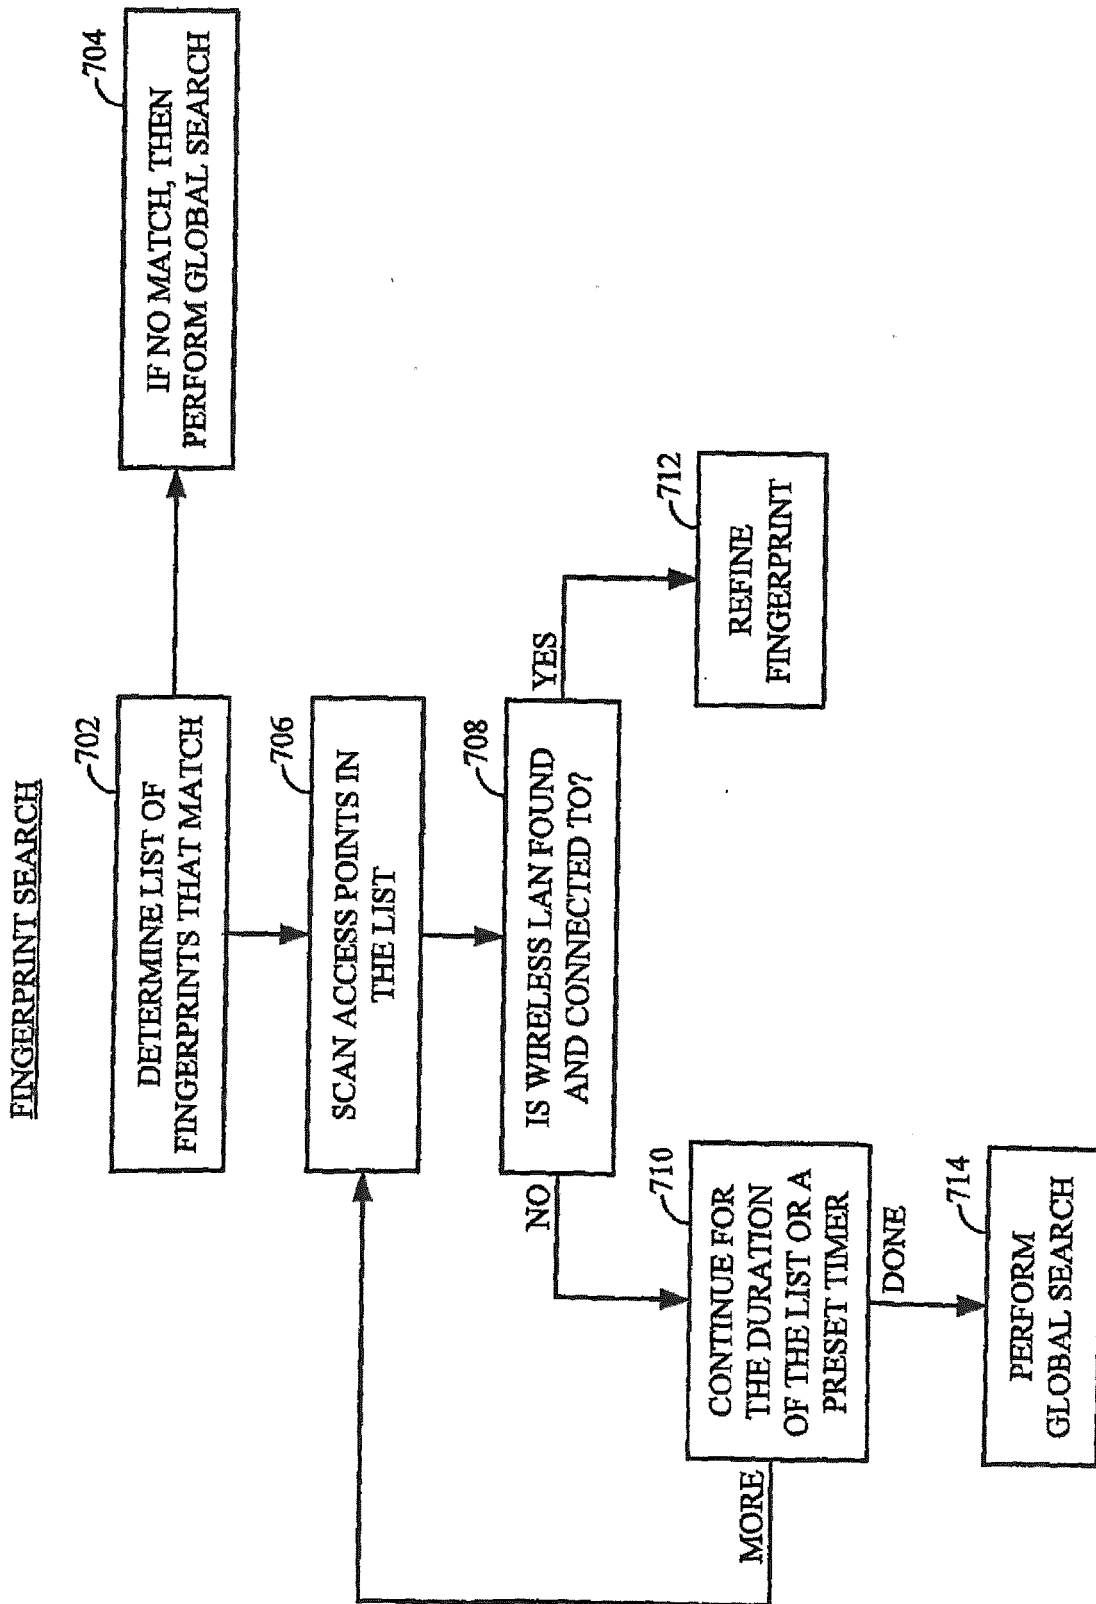 FINGERPRINT SEARCH
702
DETERMINE LIST OF
FINGERPRINTS THAT MATCH
704
IF NO MATCH, THEN
PERFORM GLOBAL SEARCH
706
SCAN ACCESS POINTS IN
THE LIST
708
IS WIRELESS LAN FOUND
AND CONNECTED TO?
NO
YES
710
CONTINUE FOR
THE DURATION
OF THE LIST OR A
PRESET TIMER
712
REFINE
FINGERPRINT
MORE
DONE
714
PERFORM
GLOBAL SEARCH